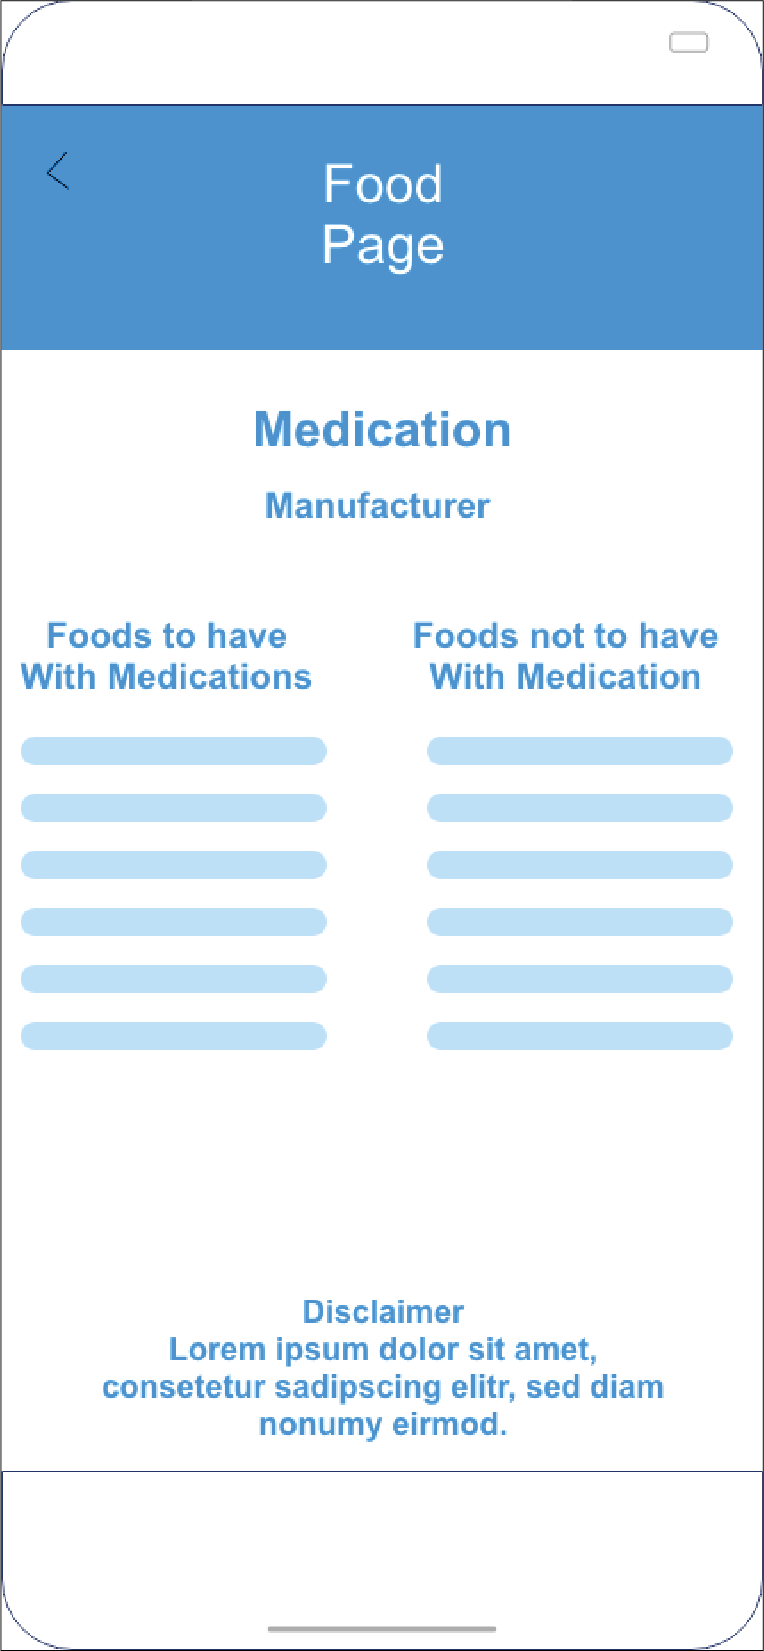 Food
Page
Medication
Manufacturer
Foods to have
With Medications
Foods not to have
With Medication
Disclaimer
Lorem ipsum dolor sit amet,
consetetur sadipscing elitr, sed diam
nonumy eirmod.